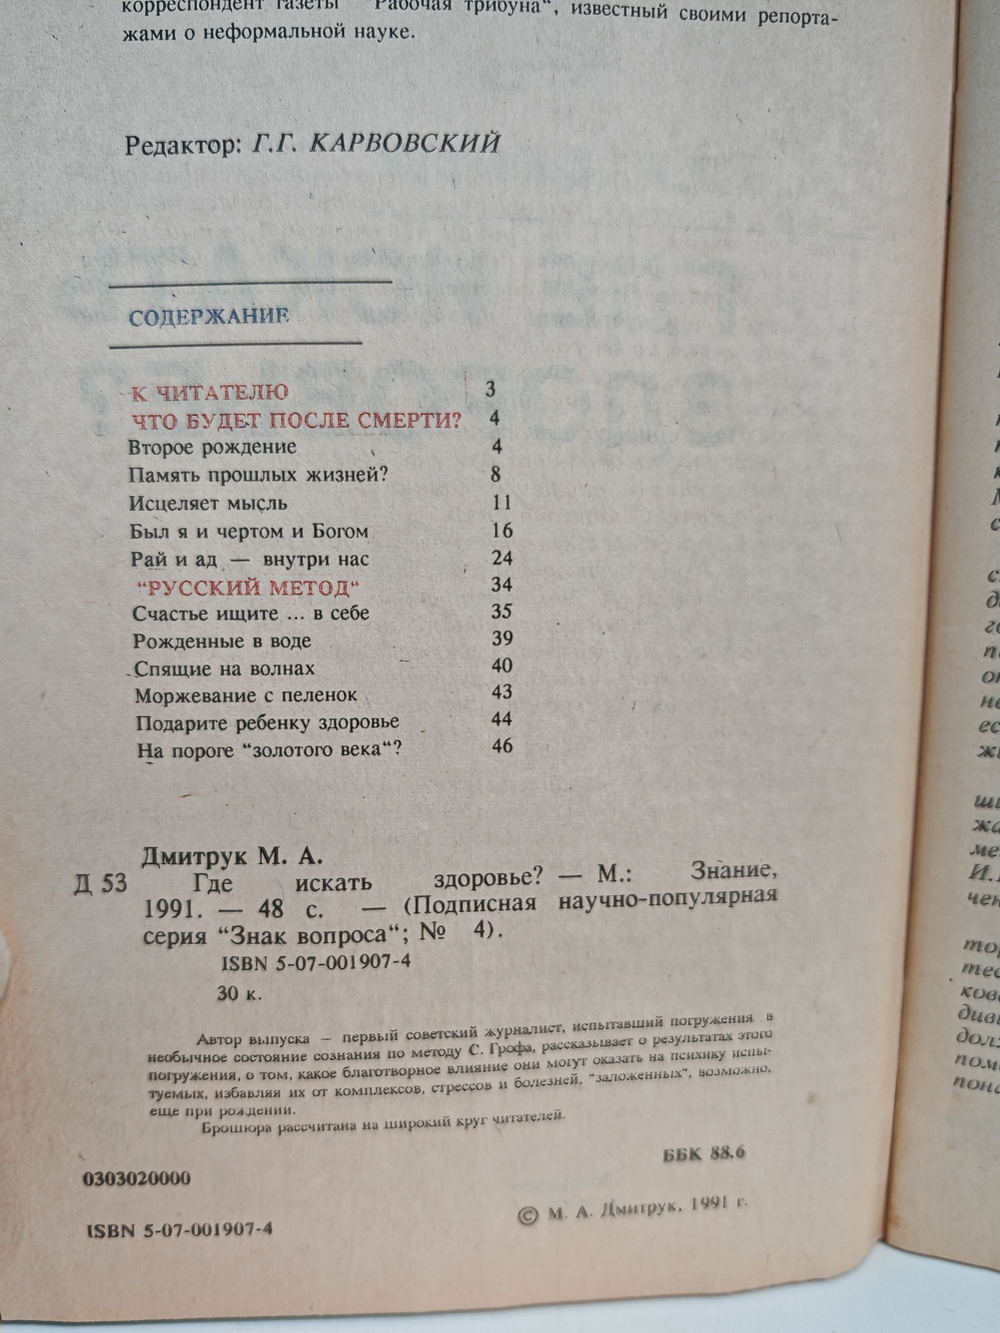 корреспондент газеты "Рабочая трибуна“, известный своими репорта-
жами о неформальной науке.
Редактор: Г.Г. КАРВОВСКИЙ
СОДЕРЖАНИЕ
К ЧИТАТЕЛЮ 3
ЧТО БУДЕТ ПОСЛЕ СМЕРТИ? 4
Второе рождение 4
Память прошлых жизней? 8
Исцеляет мысль 11
Был я и чертом и Богом 16
Рай и ад — внутри нас 24
“РУССКИЙ МЕТОД“ 34
Счастье ищите ... в себе 35
Рожденные в воде 39
Спящие на волнах 40
Моржевание с пеленок 43
Подарите ребенку здоровье 44
На пороге “золотого века“? 46
Дмитрук М. А.
Д 53 Где искать здоровье? — М.: Знание,
1991. — 48 с. — (Подписная научно-популярная
серия “Знак вопроса“; № 4).
ISBN 5-07-001907-4
30 к.
Автор выпуска — первый советский журналист, испытавший погружения в
необычное состояние сознания по методу С. Грофа, рассказывает о результатах этого
погружения, о том, какое благотворное влияние они могут оказать на психику испы-
туемых, избавляя их от комплексов, стрессов и болезней, "заложенных", возможно,
еще при рождении.
Брошюра рассчитана на широкий круг читателей.
ББК 88.6
0303020000
© М. А. Дмитрук, 1991 г.
ISBN 5-07-001907-4